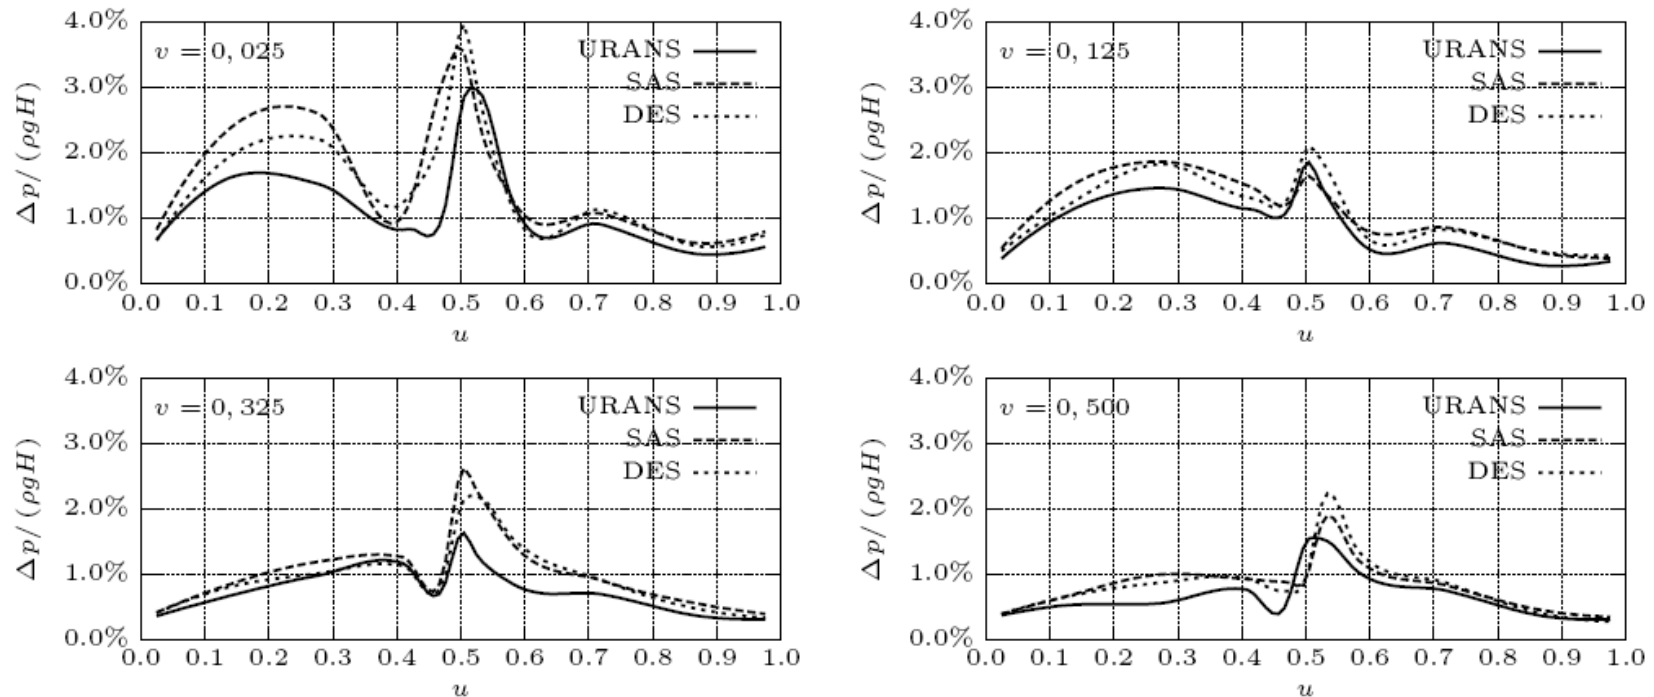 4.0%
3.0%
2.0%
1.0%
0.0%
Δp/(ρgH)
v = 0, 025
URANS
SAS
DES
0.0 0.1 0.2 0.3 0.4 0.5 0.6 0.7 0.8 0.9 1.0
u
4.0%
3.0%
2.0%
1.0%
0.0%
Δp/(ρgH)
v = 0, 125
URANS
SAS
DES
0.0 0.1 0.2 0.3 0.4 0.5 0.6 0.7 0.8 0.9 1.0
u
4.0%
3.0%
2.0%
1.0%
0.0%
Δp/(ρgH)
v = 0, 325
URANS
SAS
DES
0.0 0.1 0.2 0.3 0.4 0.5 0.6 0.7 0.8 0.9 1.0
u
4.0%
3.0%
2.0%
1.0%
0.0%
Δp/(ρgH)
v = 0, 500
URANS
SAS
DES
0.0 0.1 0.2 0.3 0.4 0.5 0.6 0.7 0.8 0.9 1.0
u